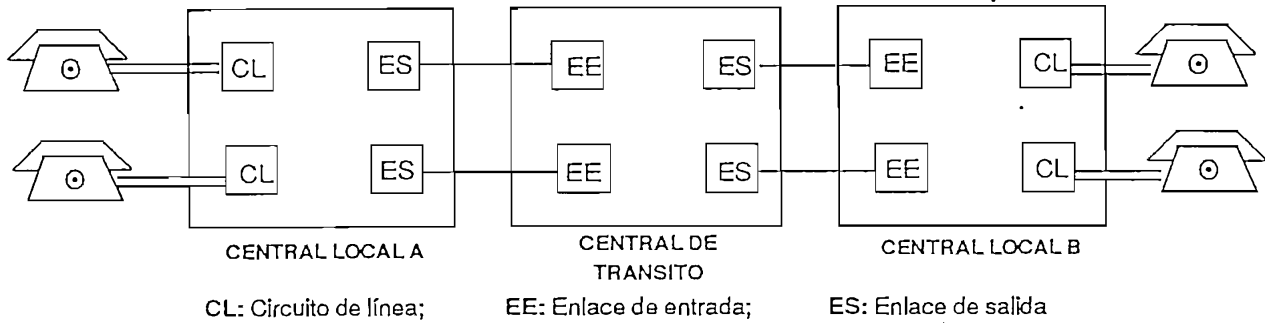 CL ES EE ES EE CL
CL ES EE ES EE CL
CENTRAL LOCAL A
CENTRAL DE
TRANSITO
CENTRAL LOCAL B
CL: Circuito de línea; EE: Enlace de entrada; ES: Enlace de salida